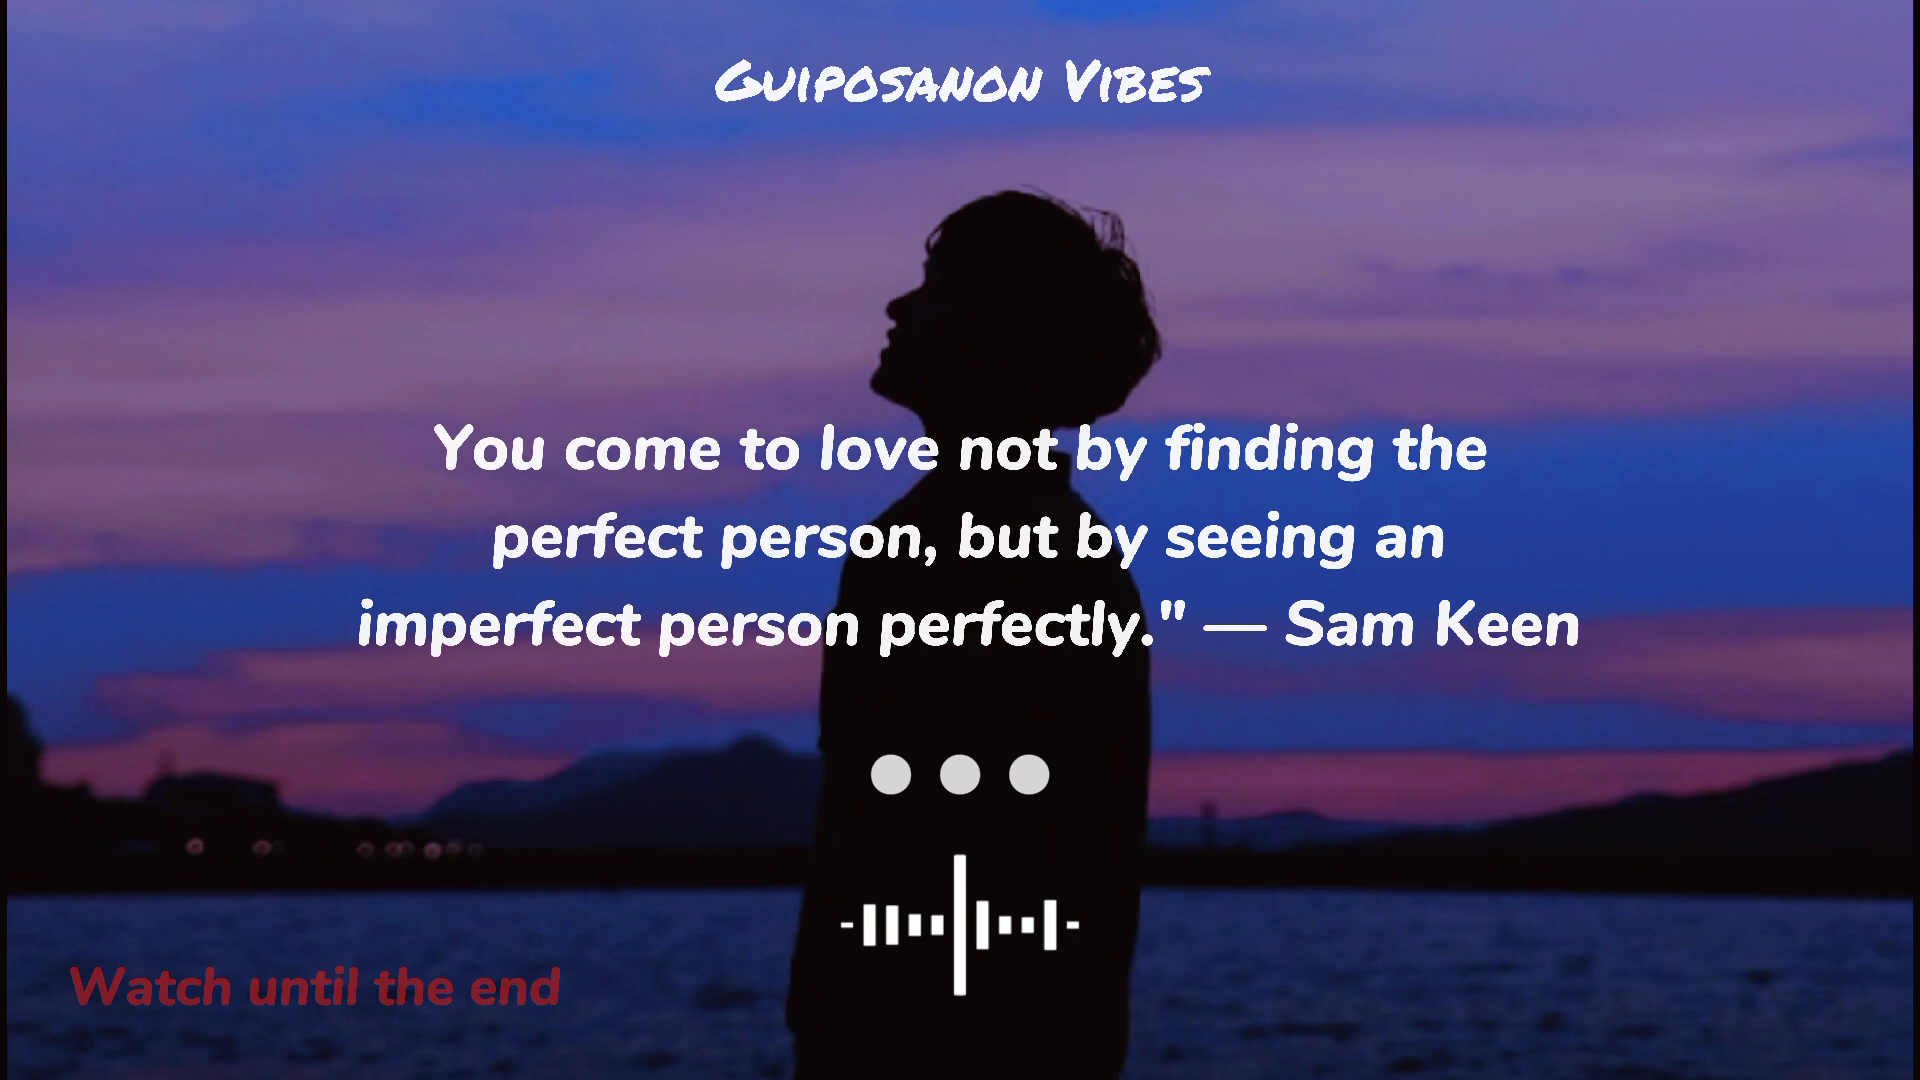 Guiposanon Vibes
You come to love not by finding the
perfect person, but by seeing an
imperfect person perfectly." — Sam Keen
Watch until the end